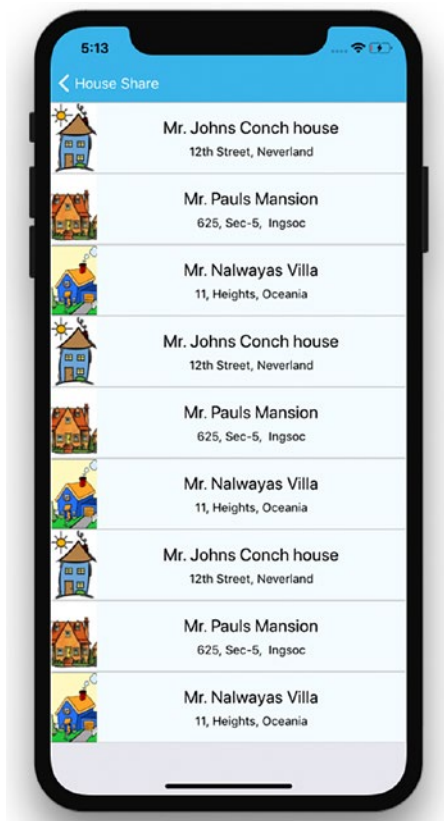 5:13
House Share
Mr. Johns Conch house
12th Street, Neverland
Mr. Pauls Mansion
625, Sec-5, Ingsoc
Mr. Nalwayas Villa
11, Heights, Oceania
Mr. Johns Conch house
12th Street, Neverland
Mr. Pauls Mansion
625, Sec-5, Ingsoc
Mr. Nalwayas Villa
11, Heights, Oceania
Mr. Johns Conch house
12th Street, Neverland
Mr. Pauls Mansion
625, Sec-5, Ingsoc
Mr. Nalwayas Villa
11, Heights, Oceania